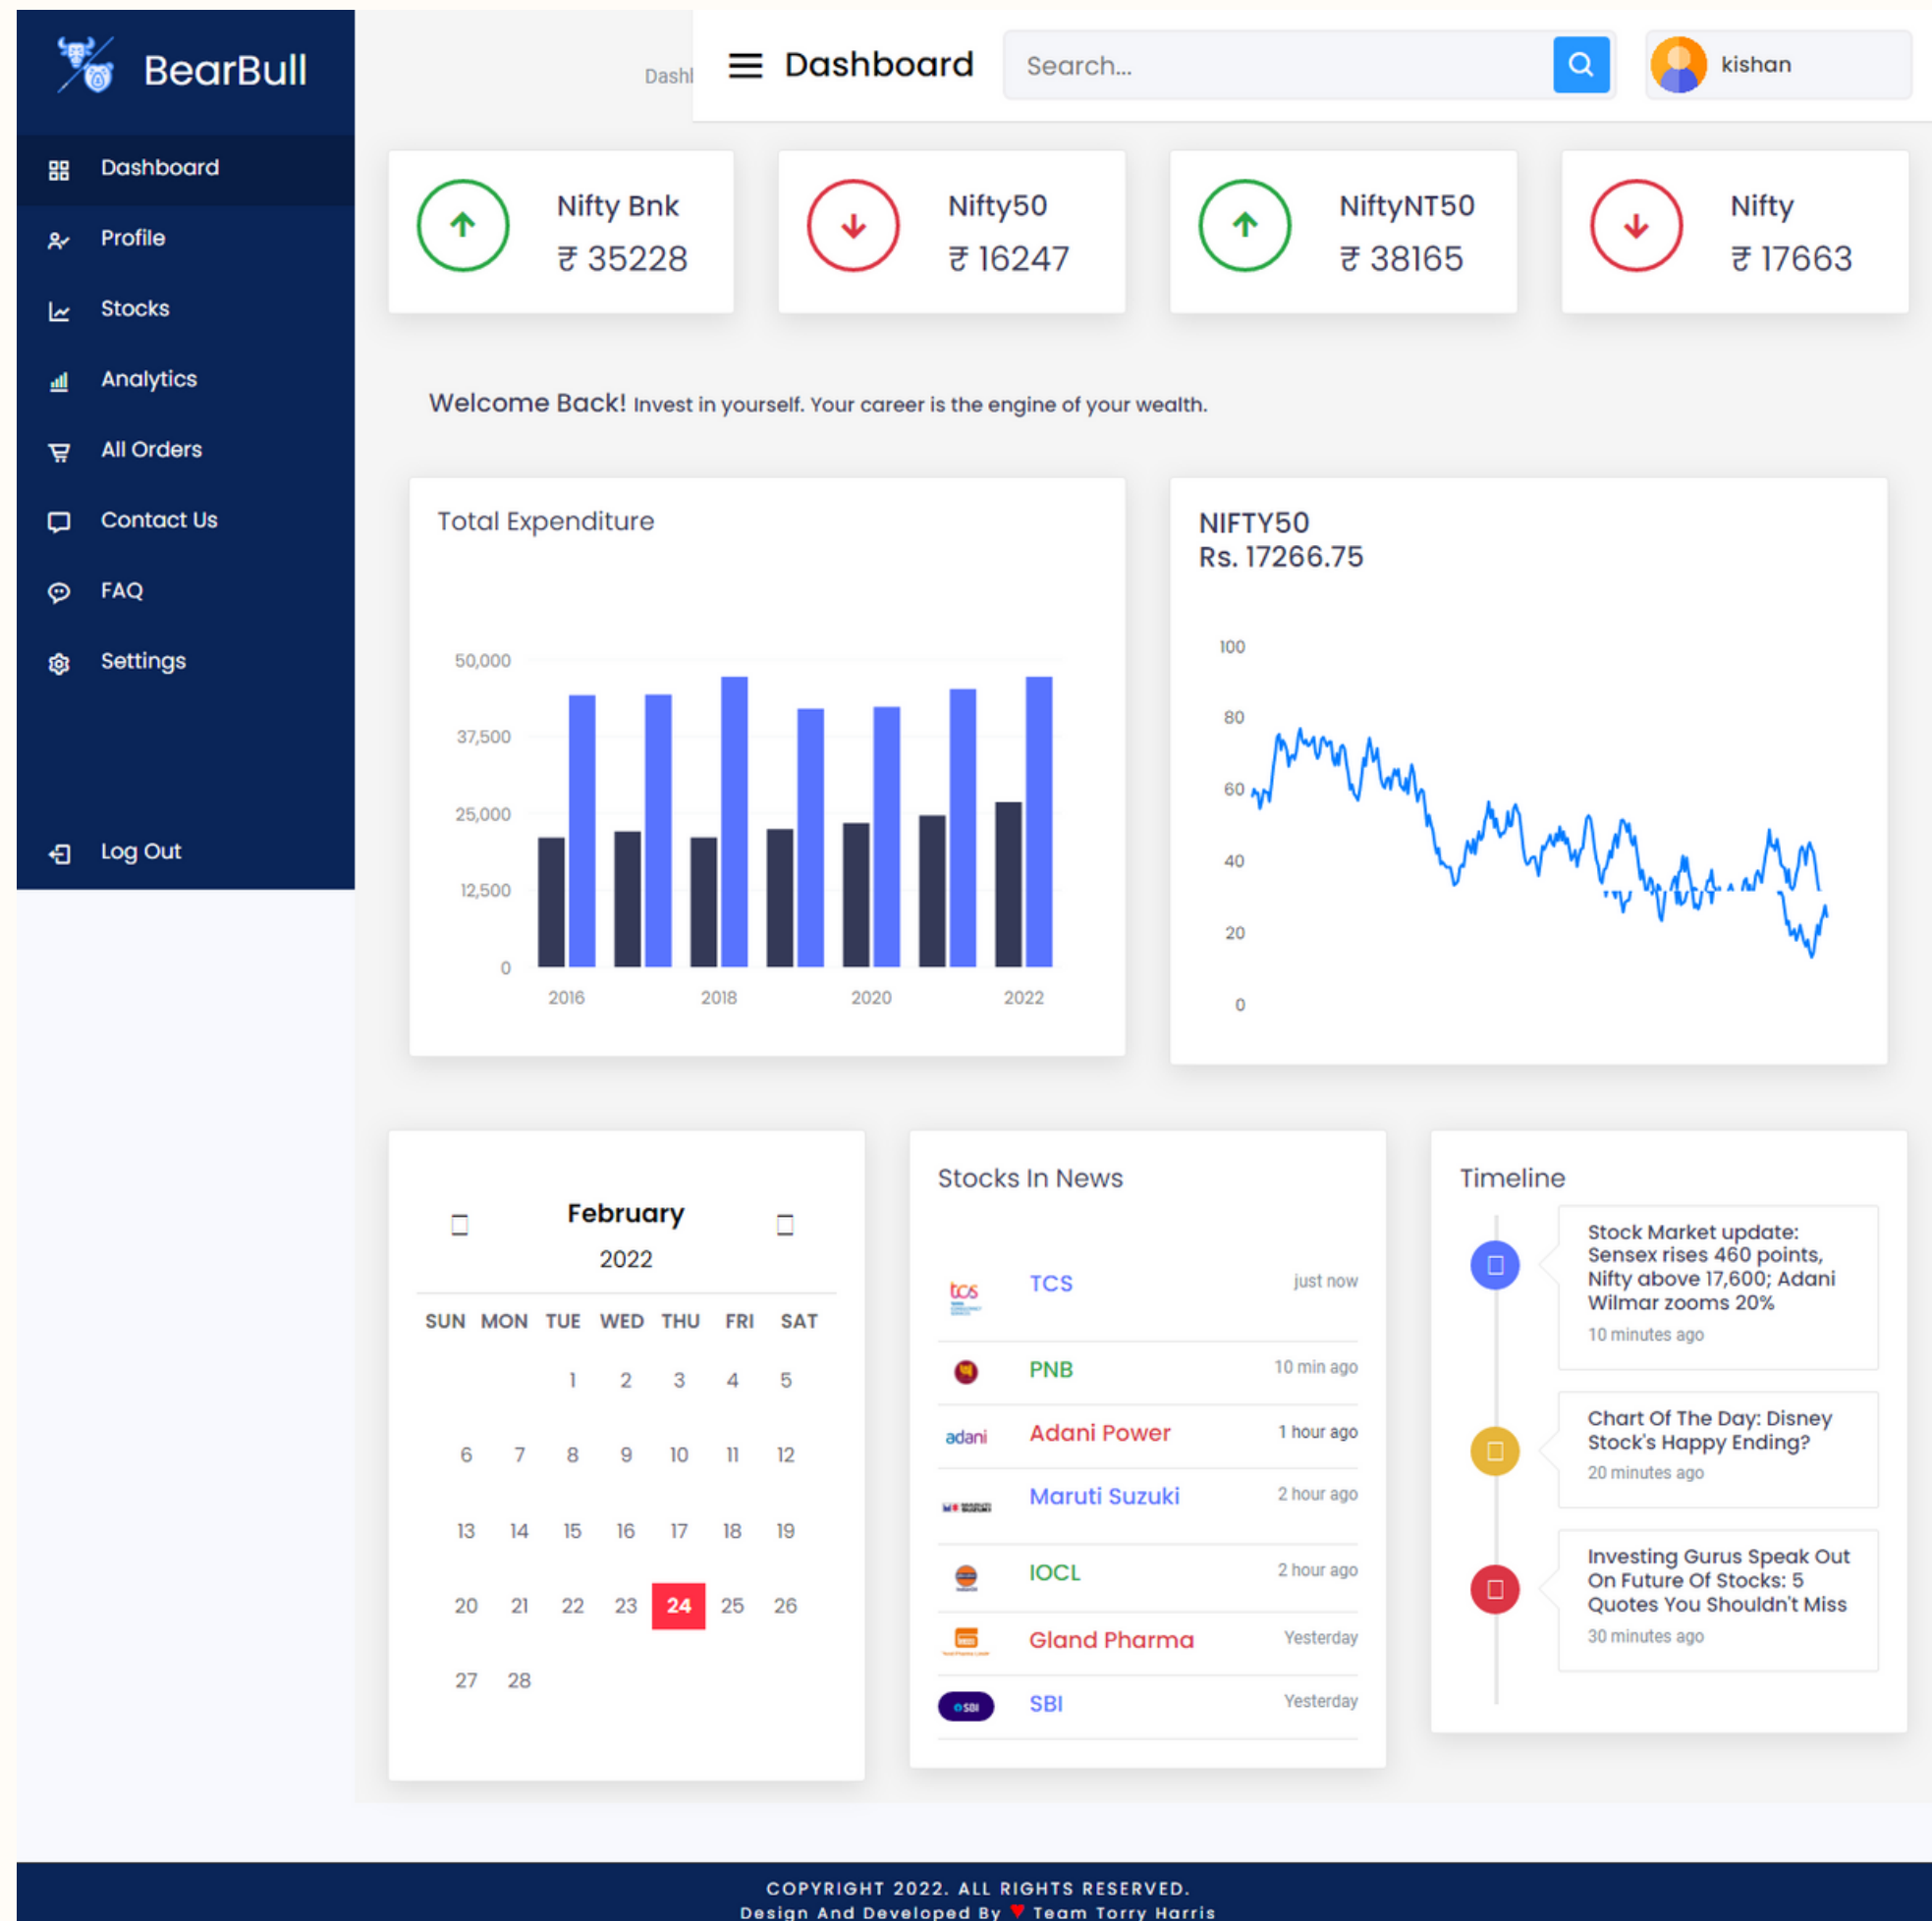 BearBull
Dashboard
Profile
Stocks
Analytics
All Orders
Contact Us
FAQ
Settings
Log Out
Dashl
Dashboard
Search...
kishan
Nifty Bnk
₹ 35228
Nifty50
₹ 16247
NiftyNT50
₹ 38165
Nifty
₹ 17663
Welcome Back! Invest in yourself. Your career is the engine of your wealth.
Total Expenditure
50,000
37,500
25,000
12,500
0
2016 2018 2020 2022
NIFTY50
Rs. 17266.75
100
80
60
40
20
0
February
2022
SUN MON TUE WED THU FRI SAT
1 2 3 4 5
6 7 8 9 10 11 12
13 14 15 16 17 18 19
20 21 22 23 24 25 26
27 28
Stocks In News
tcs
TCS just now
PNB 10 min ago
adani
Adani Power 1 hour ago
Maruti Suzuki 2 hour ago
IOCL 2 hour ago
Gland Pharma Yesterday
SBI
SBI Yesterday
Timeline
Stock Market update:
Sensex rises 460 points,
Nifty above 17,600; Adani
Wilmar zooms 20%
10 minutes ago
Chart Of The Day: Disney
Stock's Happy Ending?
20 minutes ago
Investing Gurus Speak Out
On Future Of Stocks: 5
Quotes You Shouldn't Miss
30 minutes ago
COPYRIGHT 2022. ALL RIGHTS RESERVED.
Design And Developed By ♥ Team Torry Harris